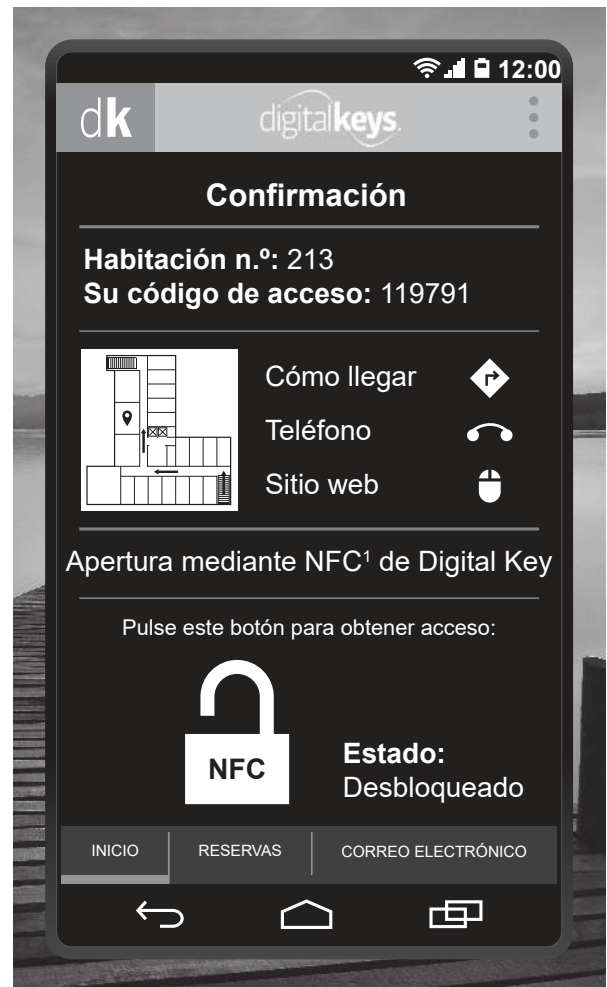 12:00
dk
digitalkeys.
Confirmación
Habitación n.º: 213
Su código de acceso: 119791
Cómo llegar
Teléfono
Sitio web
Apertura mediante NFC¹ de Digital Key
Pulse este botón para obtener acceso:
NFC
Estado:
Desbloqueado
INICIO
RESERVAS
CORREO ELECTRÓNICO